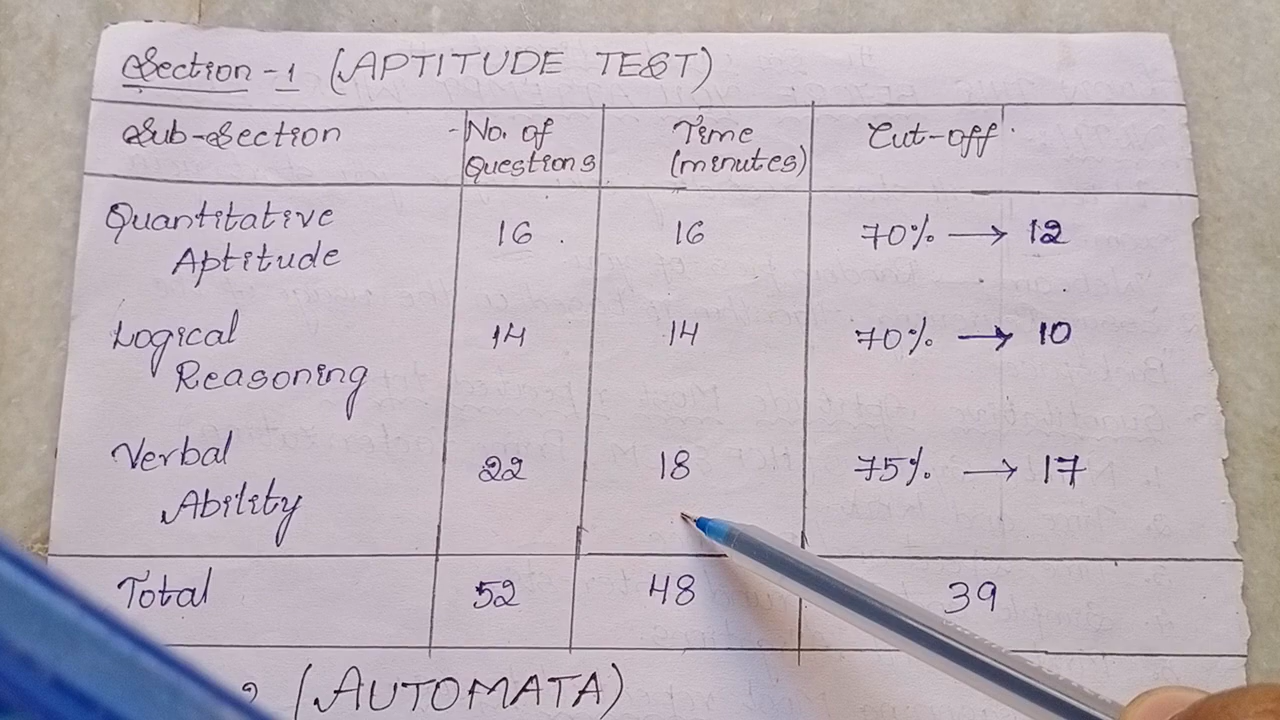 Section - 1 (APTITUDE TEST)
Sub-Section No. of Questions Time (minutes) Cut-off
Quantitative Aptitude 16 16 70% → 12
Logical Reasoning 14 14 70% → 10
Verbal Ability 22 18 75% → 17
Total 52 48 39
2 (AUTOMATA)